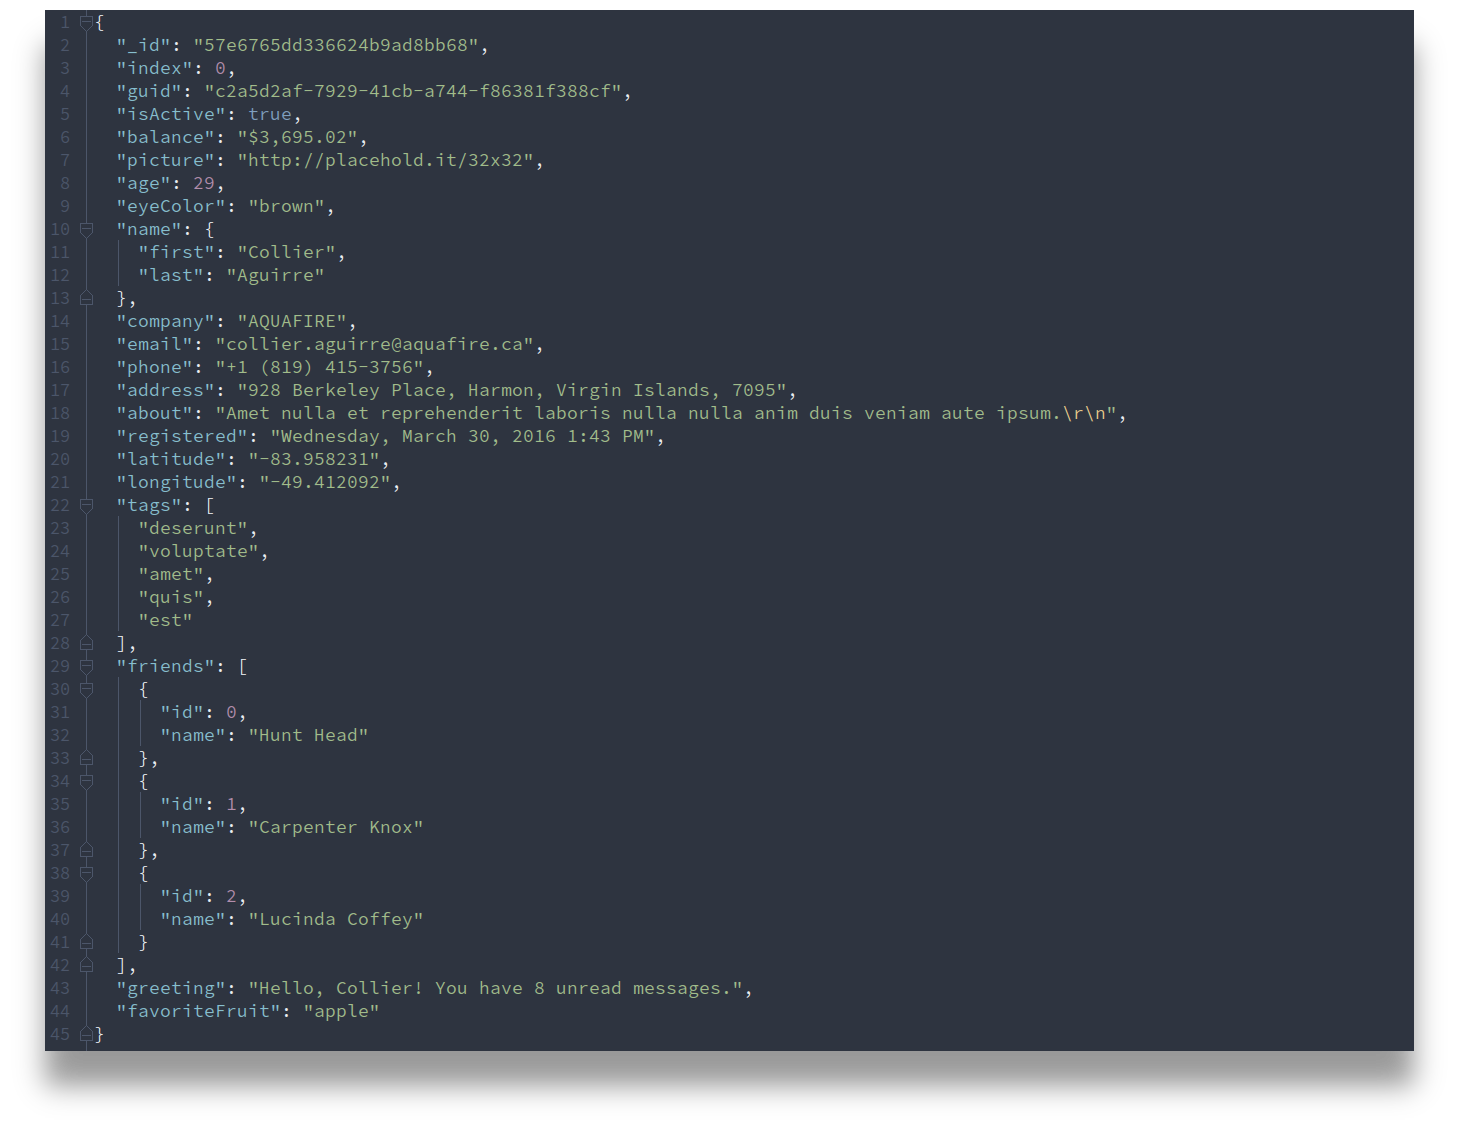 1 {
2 "_id": "57e6765dd336624b9ad8bb68",
3 "index": 0,
4 "guid": "c2a5d2af-7929-41cb-a744-f86381f388cf",
5 "isActive": true,
6 "balance": "$3,695.02",
7 "picture": "http://placehold.it/32x32",
8 "age": 29,
9 "eyeColor": "brown",
10 "name": {
11 "first": "Collier",
12 "last": "Aguirre"
13 },
14 "company": "AQUAFIRE",
15 "email": "collier.aguirre@aquafire.ca",
16 "phone": "+1 (819) 415-3756",
17 "address": "928 Berkeley Place, Harmon, Virgin Islands, 7095",
18 "about": "Amet nulla et reprehenderit laboris nulla nulla anim duis veniam aute ipsum.\r\n",
19 "registered": "Wednesday, March 30, 2016 1:43 PM",
20 "latitude": "-83.958231",
21 "longitude": "-49.412092",
22 "tags": [
23 "deserunt",
24 "voluptate",
25 "amet",
26 "quis",
27 "est"
28 ],
29 "friends": [
30 {
31 "id": 0,
32 "name": "Hunt Head"
33 },
34 {
35 "id": 1,
36 "name": "Carpenter Knox"
37 },
38 {
39 "id": 2,
40 "name": "Lucinda Coffey"
41 }
42 ],
43 "greeting": "Hello, Collier! You have 8 unread messages.",
44 "favoriteFruit": "apple"
45 }